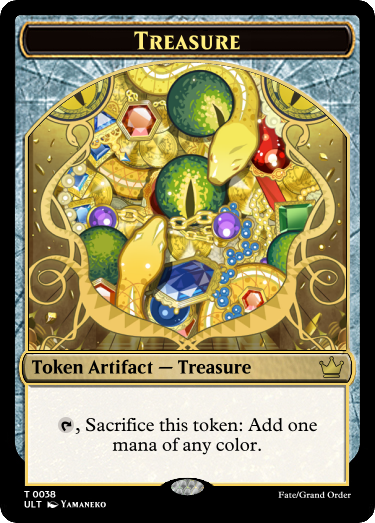 TREASURE
Token Artifact — Treasure
, Sacrifice this token: Add one
mana of any color.
T 0038
ULT YAMANEKO
Fate/Grand Order